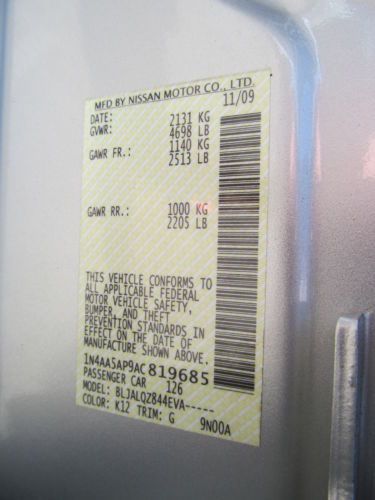 MFD BY NISSAN MOTOR CO., LTD.
DATE: 11/09
GVWR: 2131 KG
4698 LB
GAWR FR.: 1140 KG
2513 LB
GAWR RR.: 1000 KG
2205 LB
THIS VEHICLE CONFORMS TO
ALL APPLICABLE FEDERAL
MOTOR VEHICLE SAFETY,
BUMPER, AND THEFT
PREVENTION STANDARDS IN
EFFECT ON THE DATE OF
MANUFACTURE SHOWN ABOVE.
1N4AA5AP9AC819685
PASSENGER CAR 126
MODEL: BLJALQZ844EVA-----
COLOR: K12 TRIM: G 9N00A